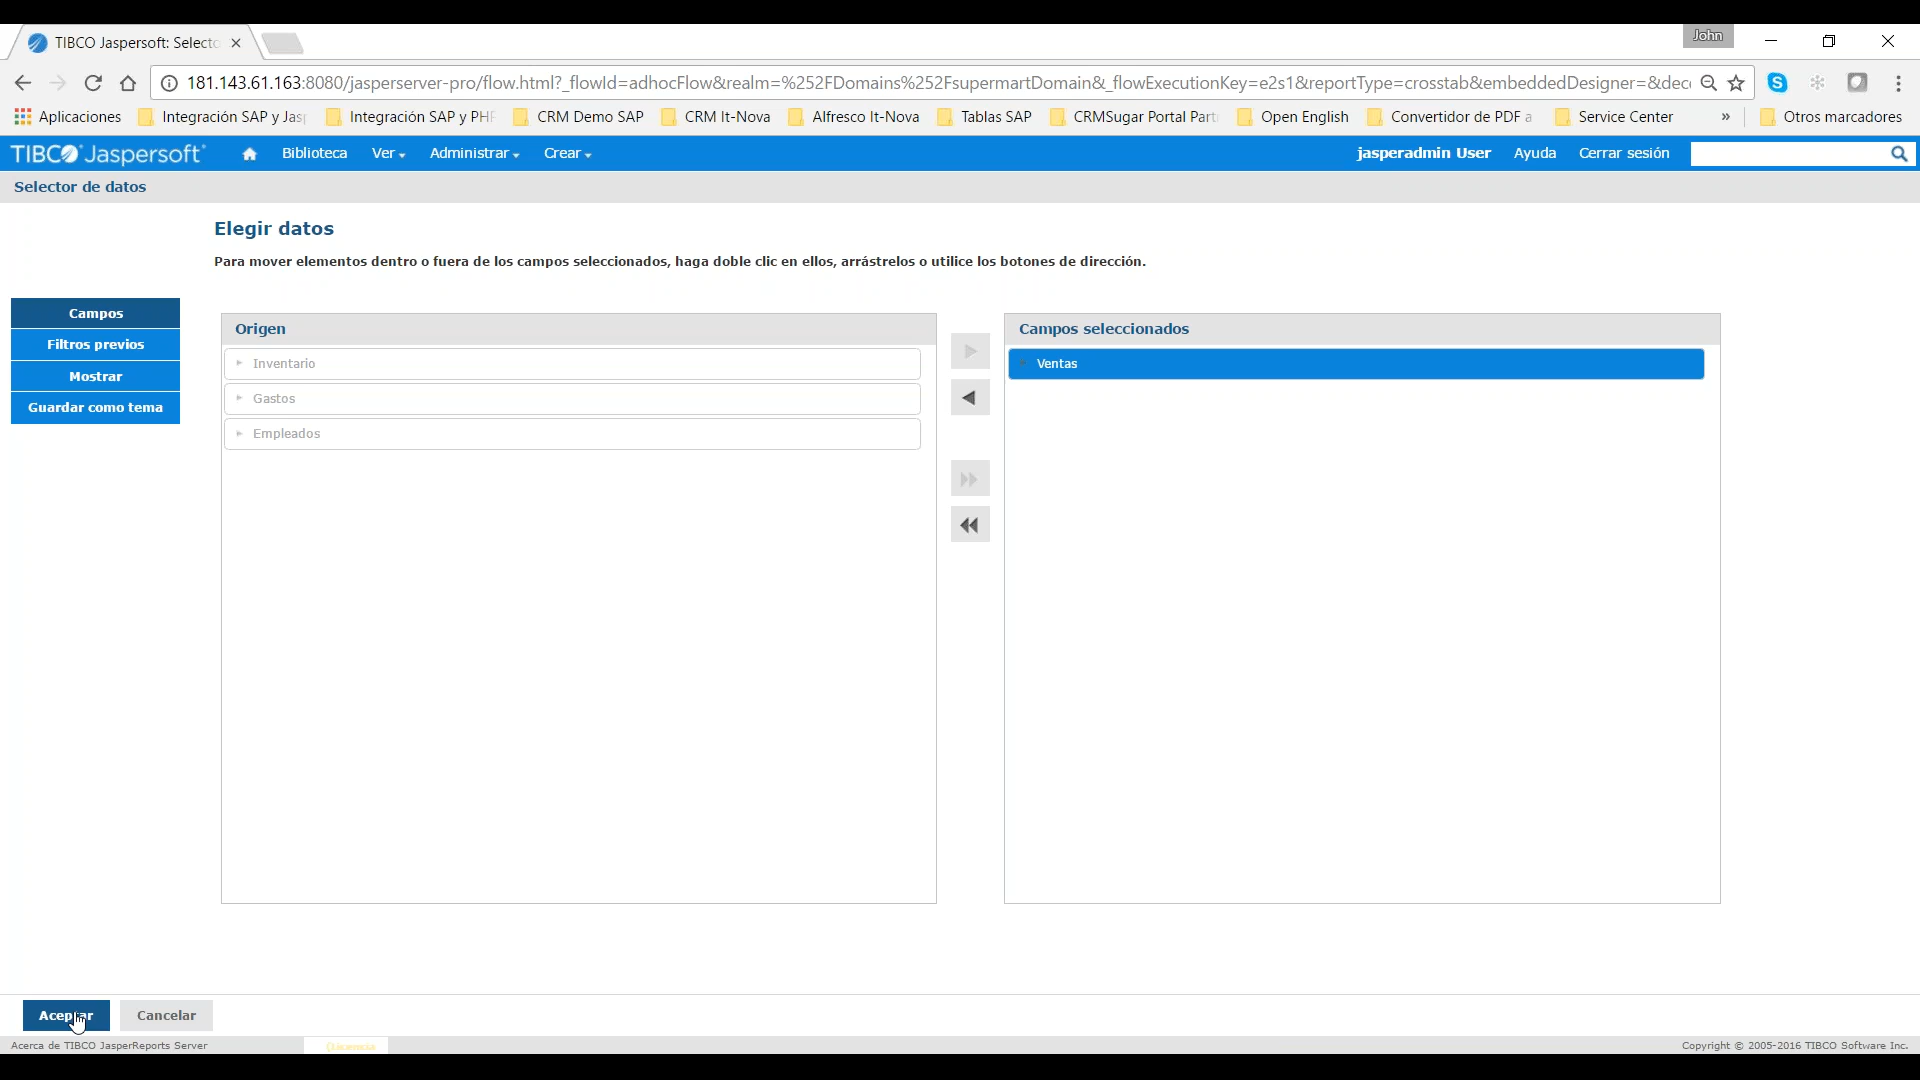 John
TIBCO Jaspersoft: Selecto
181.143.61.163:8080/jasperserver-pro/flow.html?_flowId=adhocFlow&realm=%252FDomains%252FsupermartDomain&_flowExecutionKey=e2s1&reportType=crosstab&embeddedDesigner=&deco
Aplicaciones Integración SAP y Jas Integración SAP y PHP CRM Demo SAP CRM It-Nova Alfresco It-Nova Tablas SAP CRMSugar Portal Part Open English Convertidor de PDF a Service Center » Otros marcadores
TIBCO Jaspersoft Biblioteca Ver Administrar Crear jasperadmin User Ayuda Cerrar sesión
Selector de datos
Elegir datos
Para mover elementos dentro o fuera de los campos seleccionados, haga doble clic en ellos, arrástrelos o utilice los botones de dirección.
Campos
Filtros previos
Mostrar
Guardar como tema
Origen
Inventario
Gastos
Empleados
Campos seleccionados
Ventas
Aceptar Cancelar
Acerca de TIBCO JasperReports Server
Copyright © 2005-2016 TIBCO Software Inc.